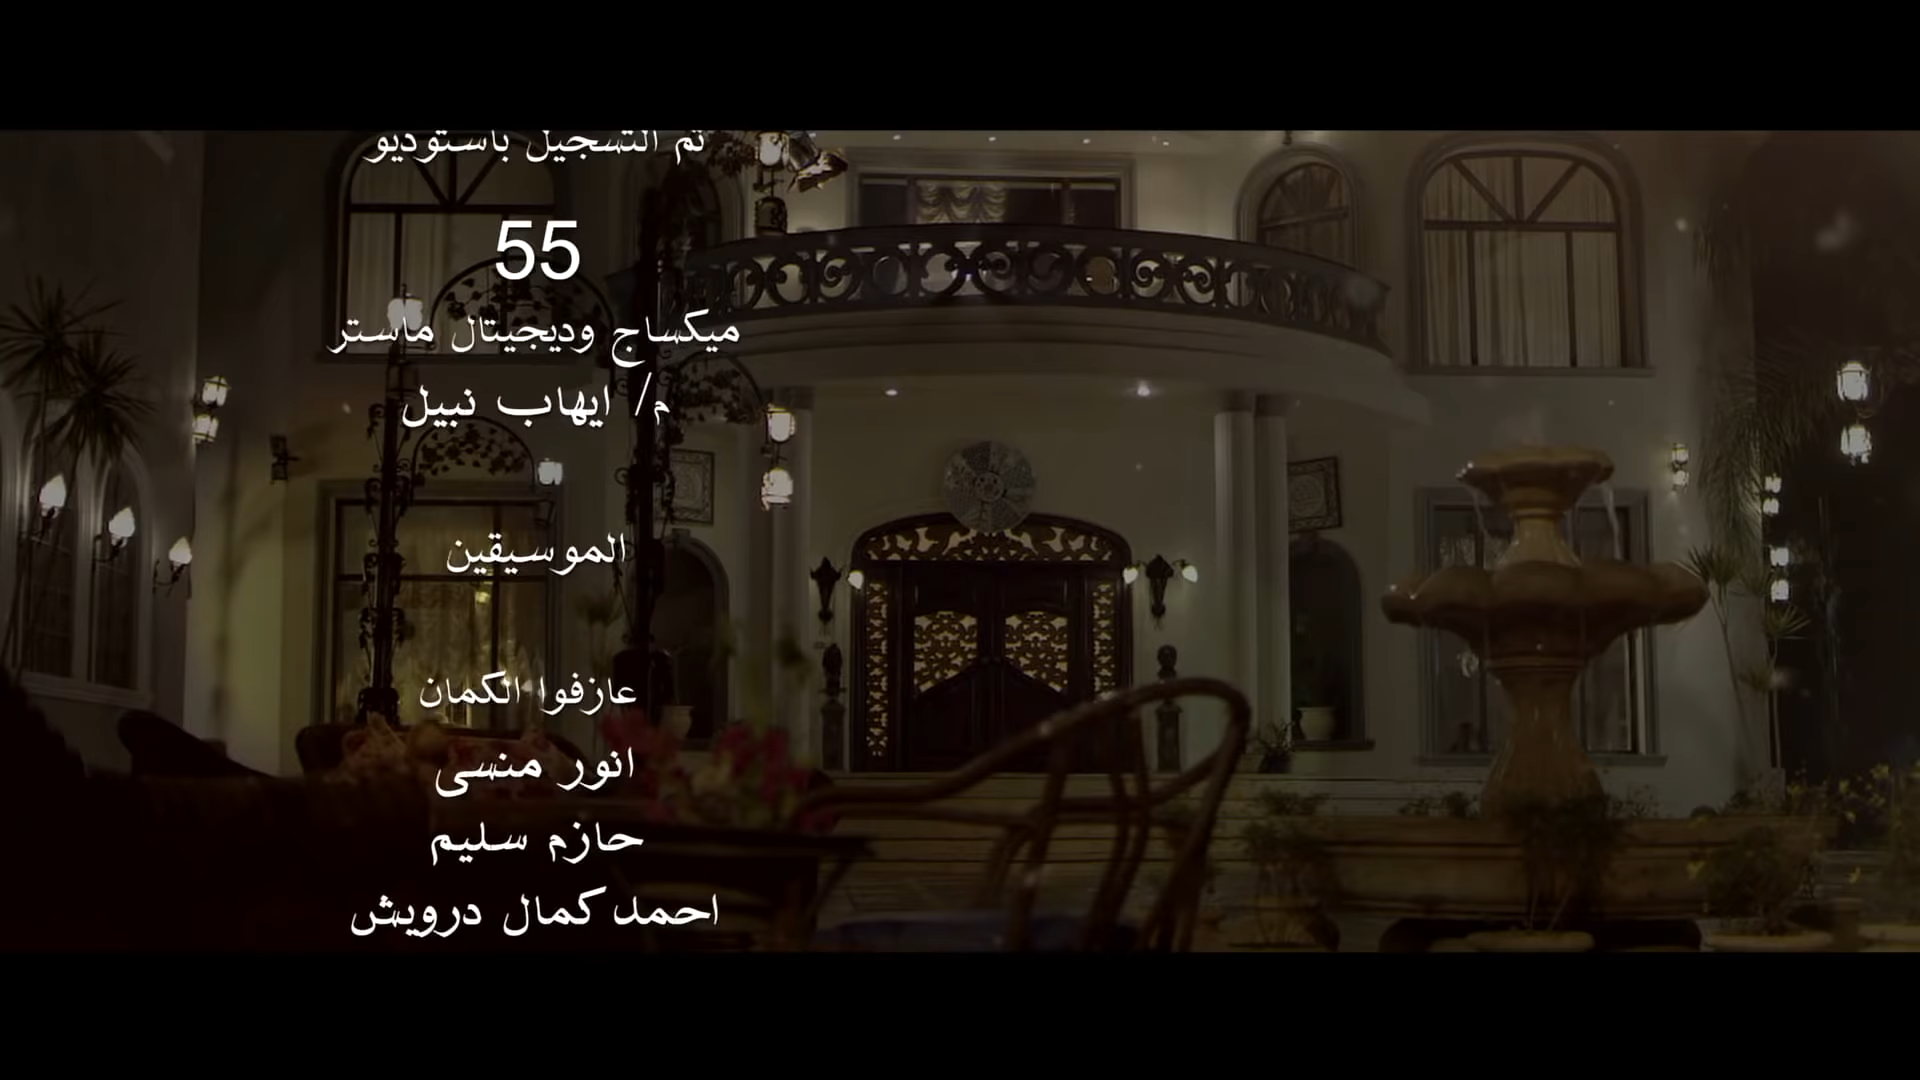 تم التسجيل باستوديو
55
ميكساج وديجيتال ماستر
م/ ايهاب نبيل
الموسيقين
عازفوا الكمان
انور منسى
حازم سليم
احمد كمال درويش